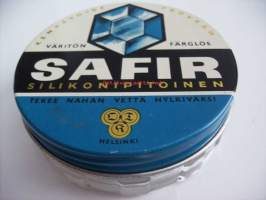 VÄRITÖN FÄRGLÖS
SAFIR
SILIKONIPITOINEN
TEKEE NAHAN VETTÄ HYLKIVÄKSI
HELSINKI